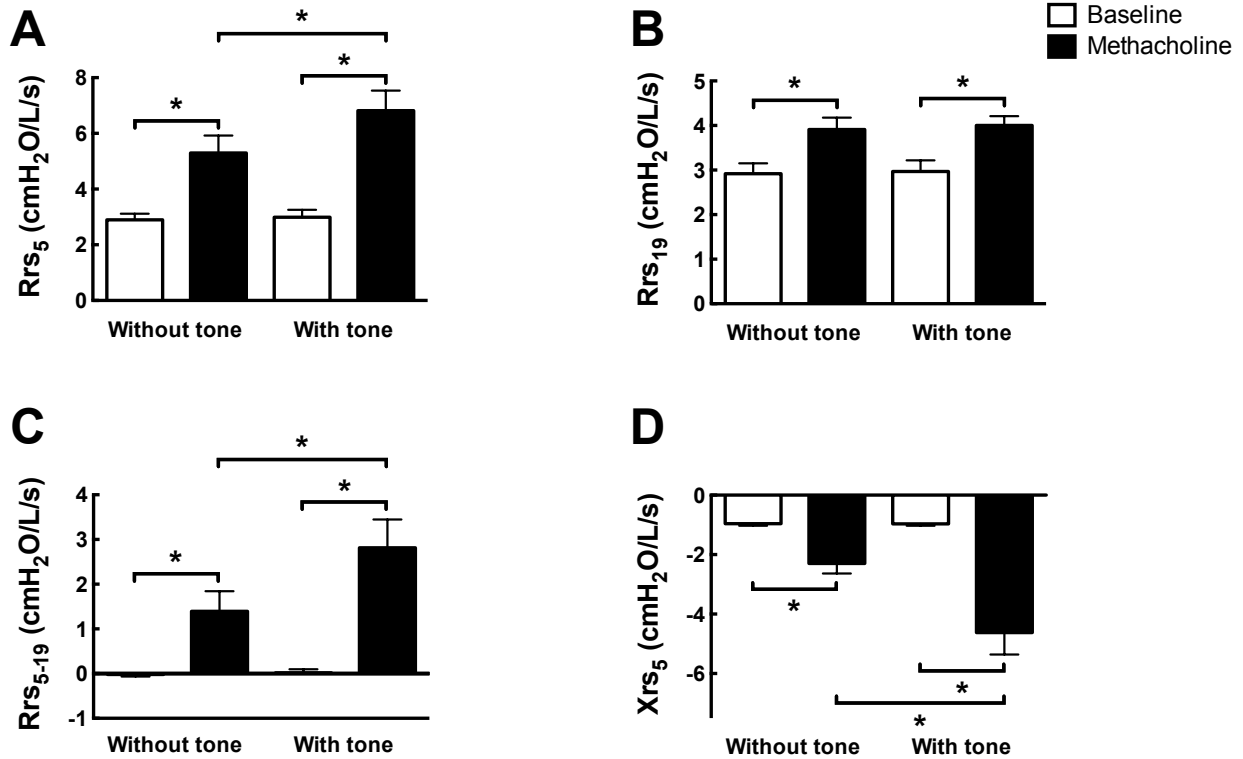 A
B
Baseline
Methacholine
Rrs5 (cmH2O/L/s)
8
6
4
2
0
*
*
*
Without tone
With tone
Rrs19 (cmH2O/L/s)
5
4
3
2
1
0
*
*
Without tone
With tone
C
Rrs5-19 (cmH2O/L/s)
4
3
2
1
0
-1
*
*
*
Without tone
With tone
D
Xrs5 (cmH2O/L/s)
0
-2
-4
-6
*
*
*
Without tone
With tone